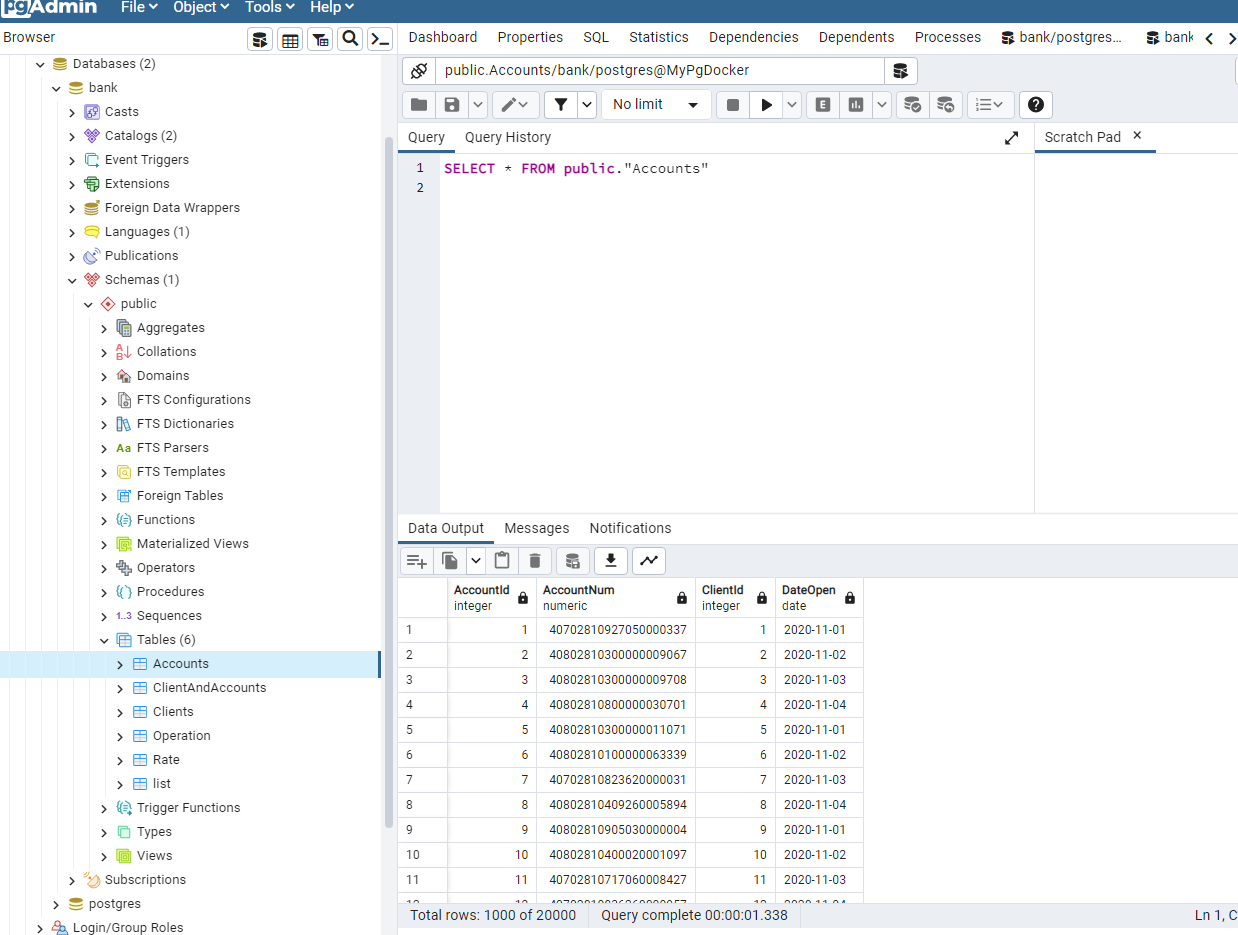 pgAdmin File Object Tools Help
Browser
Dashboard Properties SQL Statistics Dependencies Dependents Processes bank/postgres... bank
Databases (2)
bank
Casts
Catalogs (2)
Event Triggers
Extensions
Foreign Data Wrappers
Languages (1)
Publications
Schemas (1)
public
Aggregates
Collations
Domains
FTS Configurations
FTS Dictionaries
Aa FTS Parsers
FTS Templates
Foreign Tables
Functions
Materialized Views
Operators
Procedures
1..3 Sequences
Tables (6)
Accounts
ClientAndAccounts
Clients
Operation
Rate
list
Trigger Functions
Types
Views
Subscriptions
postgres
Login/Group Roles
public.Accounts/bank/postgres@MyPgDocker
No limit
E
Query Query History
Scratch Pad
1 SELECT * FROM public."Accounts"
2
Data Output Messages Notifications
AccountId AccountNum ClientId DateOpen
integer numeric integer date
1 1 40702810927050000337 1 2020-11-01
2 2 40802810300000009067 2 2020-11-02
3 3 40802810300000009708 3 2020-11-03
4 4 40802810800000030701 4 2020-11-04
5 5 40802810300000011071 5 2020-11-01
6 6 40802810100000063339 6 2020-11-02
7 7 40702810823620000031 7 2020-11-03
8 8 40802810409260005894 8 2020-11-04
9 9 40802810905030000004 9 2020-11-01
10 10 40802810400020001097 10 2020-11-02
11 11 40702810717060008427 11 2020-11-03
Total rows: 1000 of 20000 Query complete 00:00:01.338 Ln 1, C